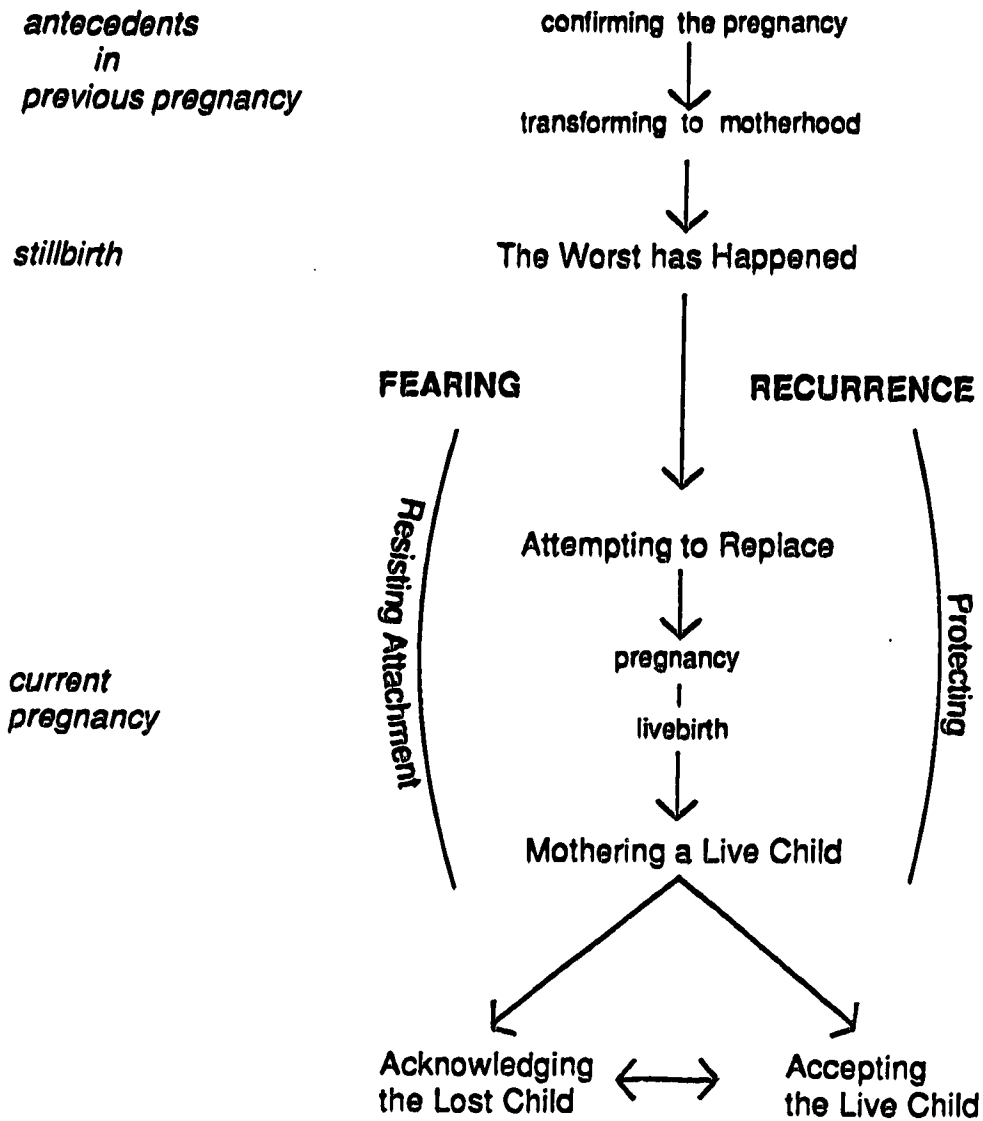 antecedents
in
previous pregnancy
confirming the pregnancy
transforming to motherhood
stillbirth
The Worst has Happened
FEARING
RECURRENCE
Resisting Attachment
Attempting to Replace
Protecting
pregnancy
current
pregnancy
livebirth
Mothering a Live Child
Acknowledging
the Lost Child
Accepting
the Live Child